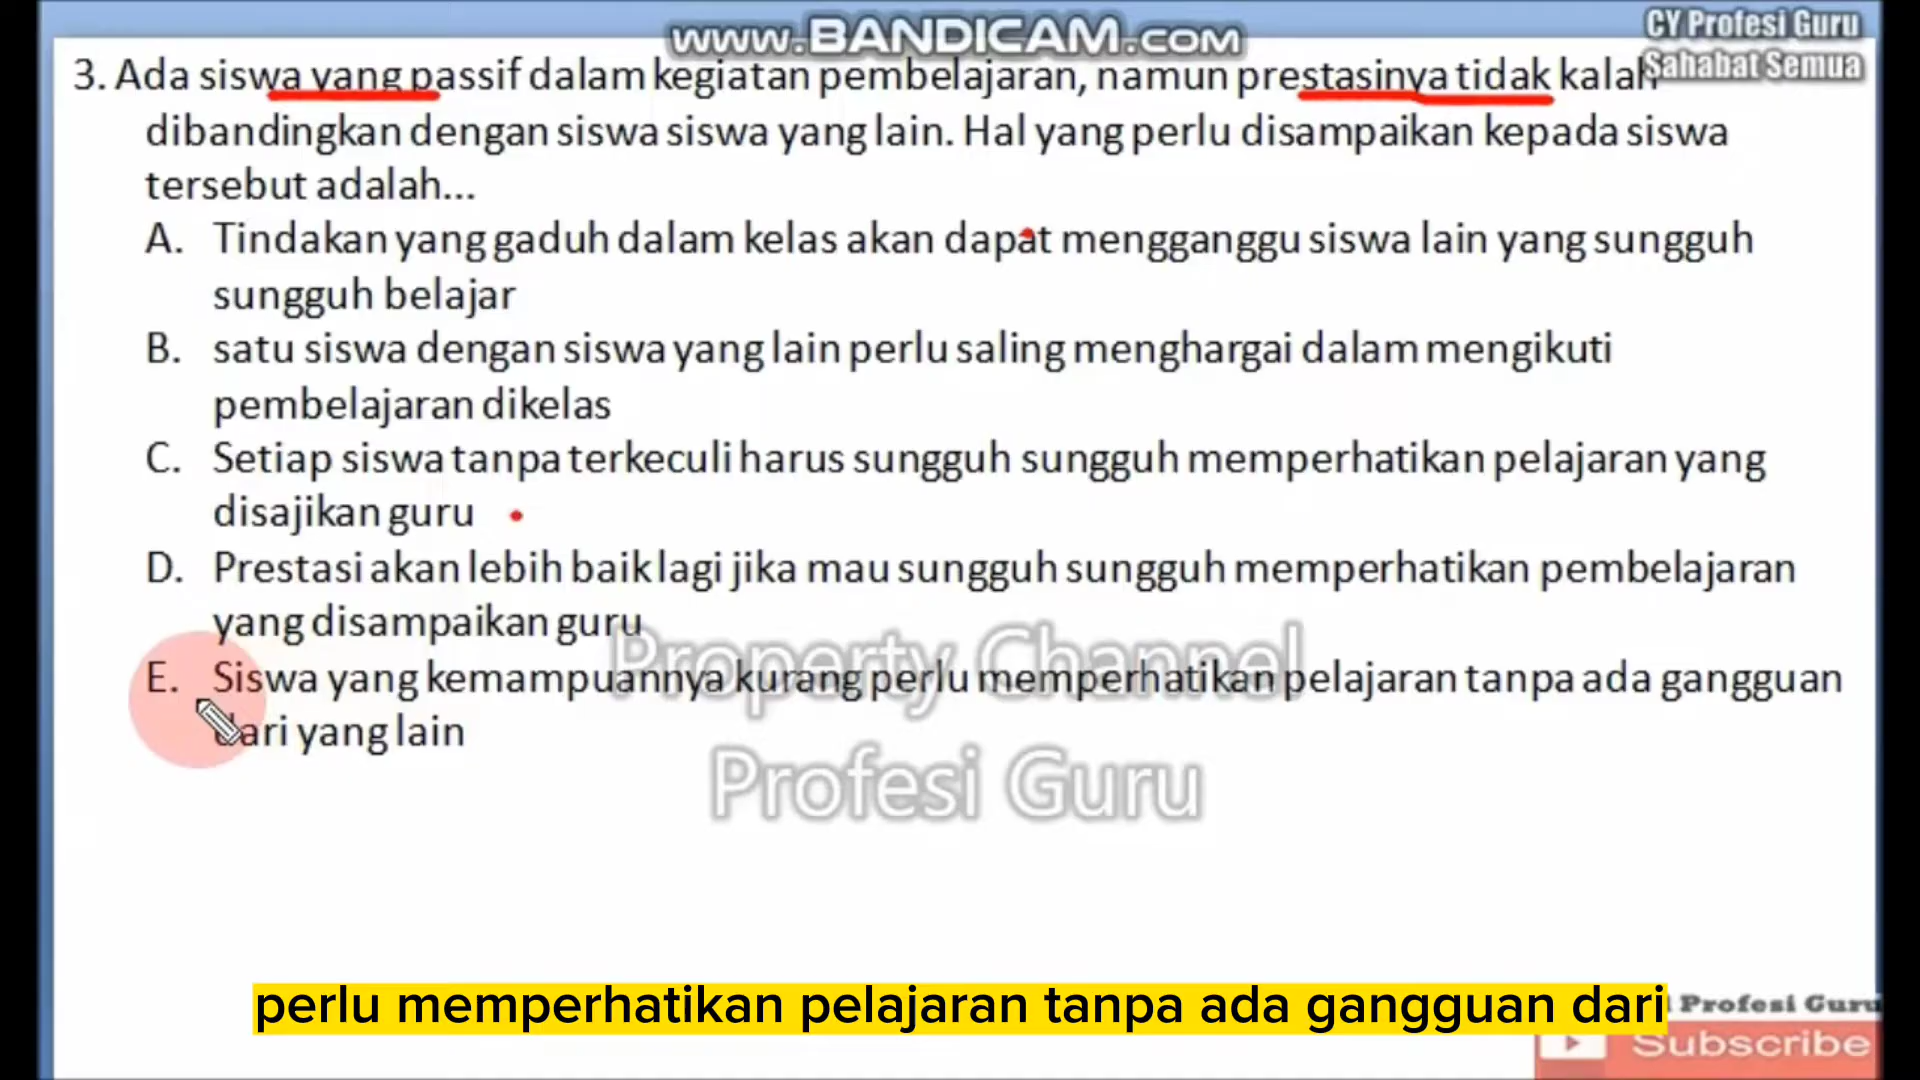 www.BANDICAM.com
CY Profesi Guru
Sahabat Semua
3. Ada siswa yang passif dalam kegiatan pembelajaran, namun prestasinya tidak kalah
dibandingkan dengan siswa siswa yang lain. Hal yang perlu disampaikan kepada siswa
tersebut adalah...
A. Tindakan yang gaduh dalam kelas akan dapat mengganggu siswa lain yang sungguh
sungguh belajar
B. satu siswa dengan siswa yang lain perlu saling menghargai dalam mengikuti
pembelajaran dikelas
C. Setiap siswa tanpa terkeculi harus sungguh sungguh memperhatikan pelajaran yang
disajikan guru
D. Prestasi akan lebih baik lagi jika mau sungguh sungguh memperhatikan pembelajaran
yang disampaikan guru
E. Siswa yang kemampuannya kurang perlu memperhatikan pelajaran tanpa ada gangguan
dari yang lain
Property Channel
Profesi Guru
perlu memperhatikan pelajaran tanpa ada gangguan dari
Profesi Guru
Subscribe